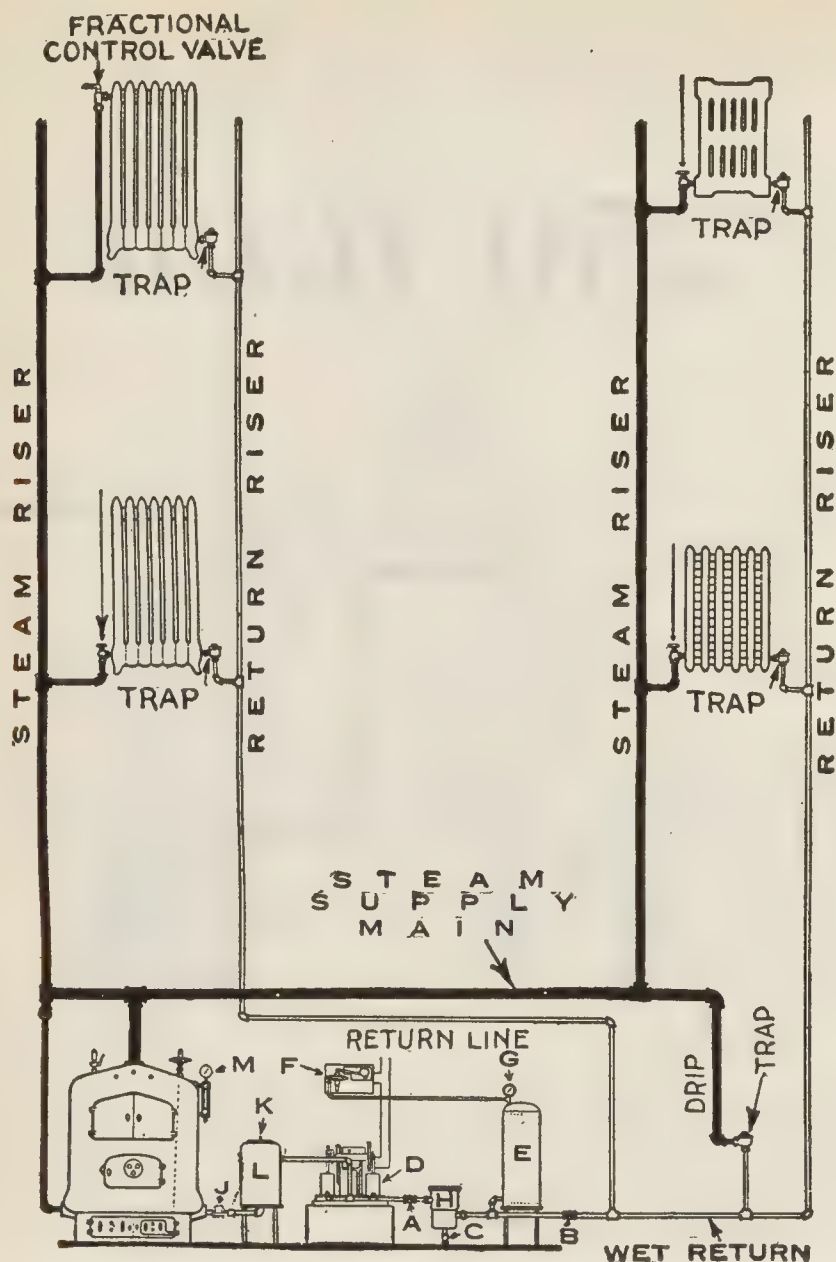 FRACTIONAL
CONTROL VALVE
TRAP
TRAP
STEAM RISER
RETURN RISER
STEAM RISER
RETURN RISER
TRAP
TRAP
STEAM
SUPPLY
MAIN
RETURN LINE
DRIP
TRAP
M
F
G
K
L
D
E
J
H
A
C
B
WET RETURN